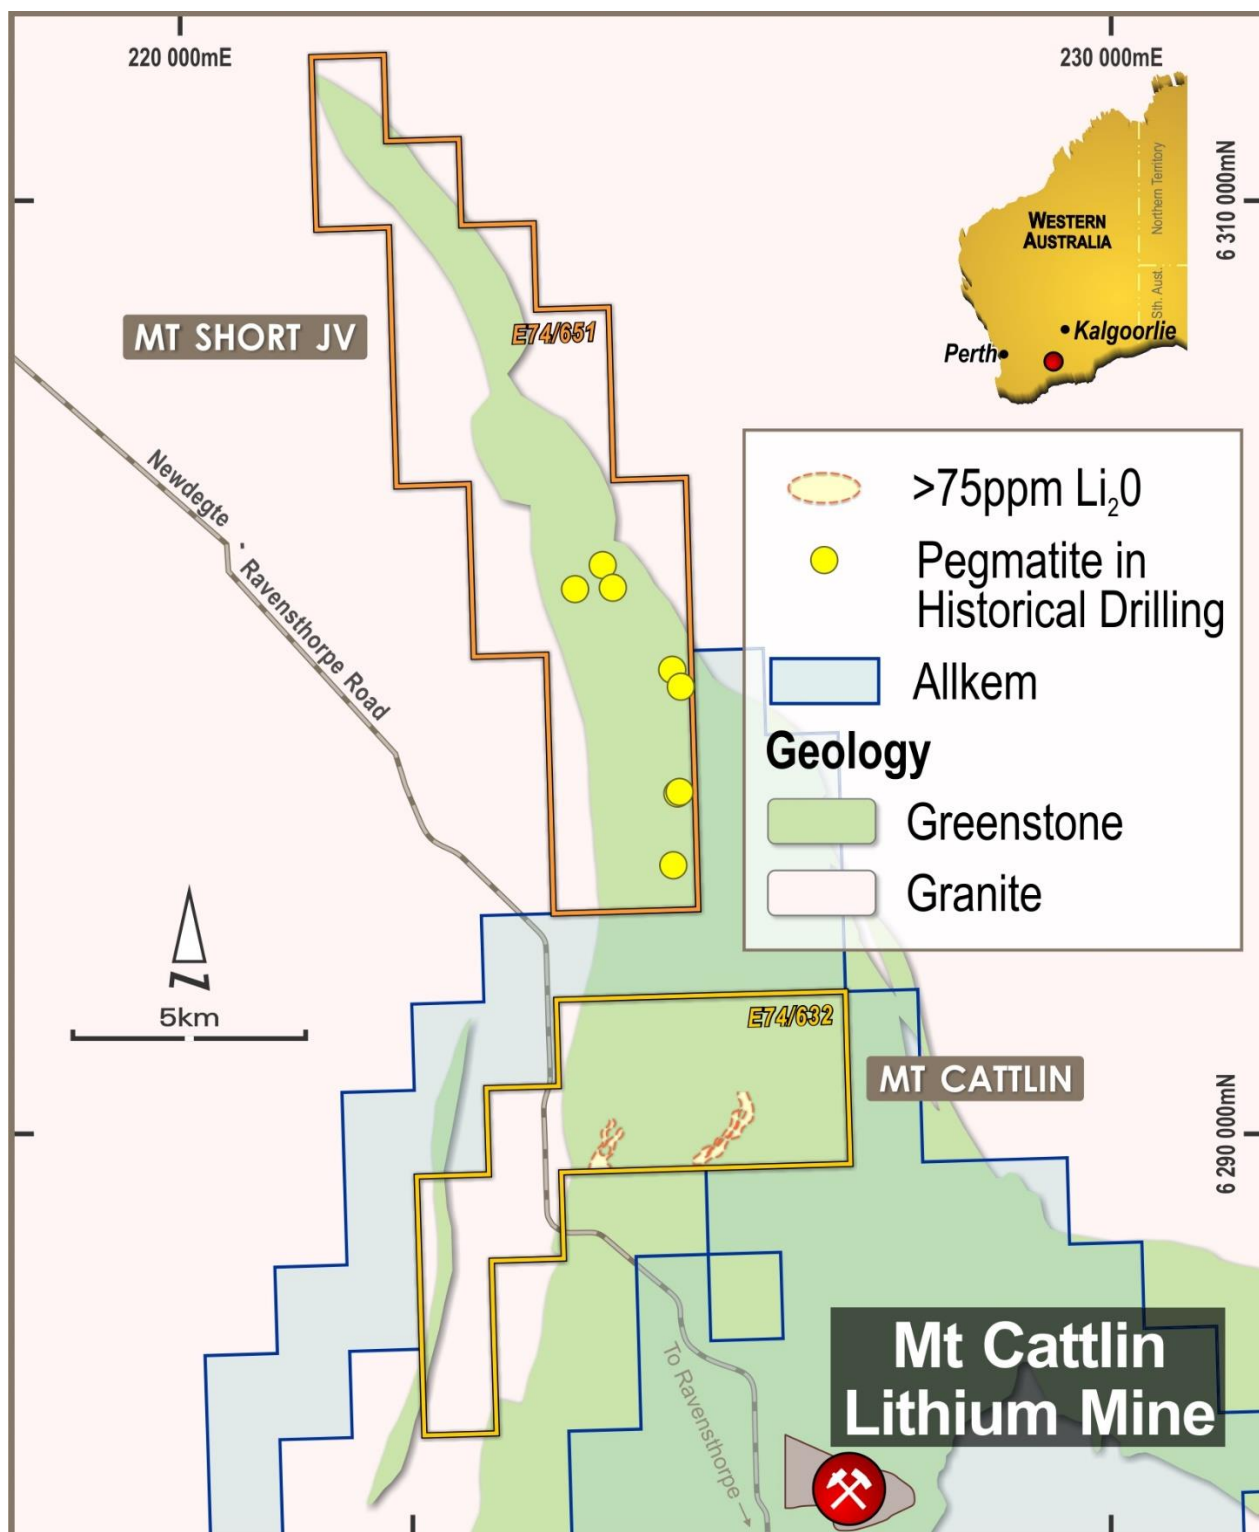 220 000mE
230 000mE
6 310 000mN
WESTERN
AUSTRALIA
Northern Territory
Sth. Aust.
Kalgoorlie
Perth
MT SHORT JV
E74/651
Newdegte - Ravensthorpe Road
>75ppm Li₂0
Pegmatite in
Historical Drilling
Allkem
Geology
Greenstone
Granite
N
5km
E74/632
MT CATTLIN
6 290 000mN
Mt Cattlin
Lithium Mine
To Ravensthorpe